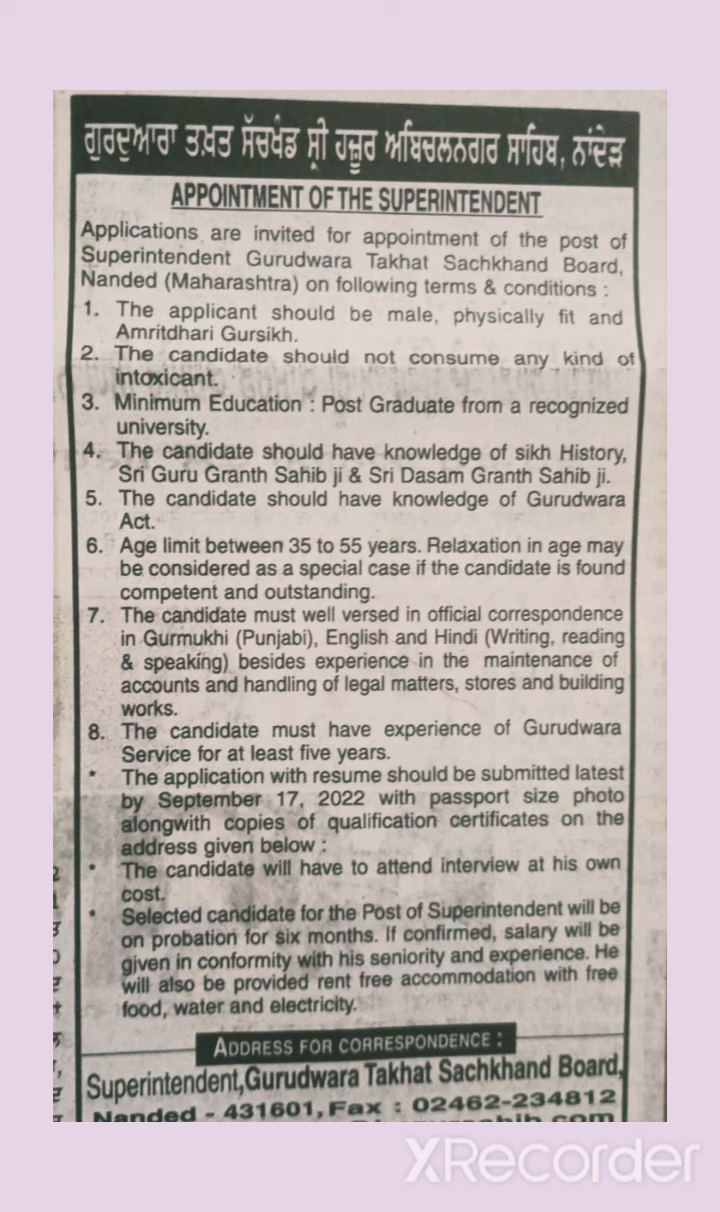 ਗੁਰਦੁਆਰਾ ਤਖ਼ਤ ਸੱਚਖੰਡ ਸ੍ਰੀ ਹਜ਼ੂਰ ਅਬਿਚਲਨਗਰ ਸਾਹਿਬ, ਨਾਂਦੇੜ
APPOINTMENT OF THE SUPERINTENDENT
Applications are invited for appointment of the post of
Superintendent Gurudwara Takhat Sachkhand Board,
Nanded (Maharashtra) on following terms & conditions :
1. The applicant should be male, physically fit and
Amritdhari Gursikh.
2. The candidate should not consume any kind of
intoxicant.
3. Minimum Education : Post Graduate from a recognized
university.
4. The candidate should have knowledge of sikh History,
Sri Guru Granth Sahib ji & Sri Dasam Granth Sahib ji.
5. The candidate should have knowledge of Gurudwara
Act.
6. Age limit between 35 to 55 years. Relaxation in age may
be considered as a special case if the candidate is found
competent and outstanding.
7. The candidate must well versed in official correspondence
in Gurmukhi (Punjabi), English and Hindi (Writing, reading
& speaking) besides experience in the maintenance of
accounts and handling of legal matters, stores and building
works.
8. The candidate must have experience of Gurudwara
Service for at least five years.
* The application with resume should be submitted latest
by September 17, 2022 with passport size photo
alongwith copies of qualification certificates on the
address given below :
* The candidate will have to attend interview at his own
cost.
* Selected candidate for the Post of Superintendent will be
on probation for six months. If confirmed, salary will be
given in conformity with his seniority and experience. He
will also be provided rent free accommodation with free
food, water and electricity.
ADDRESS FOR CORRESPONDENCE :
Superintendent,Gurudwara Takhat Sachkhand Board,
Nanded - 431601, Fax : 02462-234812
XRecorder